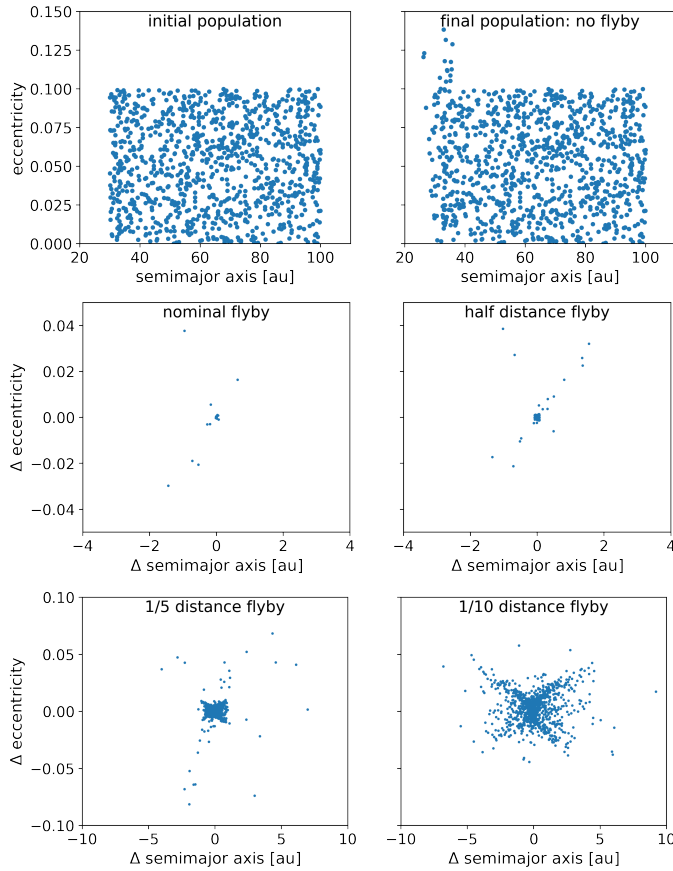 initial population
final population: no flyby
0.150
0.125
0.100
0.075
0.050
0.025
0.000
eccentricity
20 40 60 80 100
20 40 60 80 100
semimajor axis [au]
semimajor axis [au]
nominal flyby
half distance flyby
0.04
0.02
0.00
−0.02
−0.04
Δ eccentricity
−4 −2 0 2 4
−4 −2 0 2 4
Δ semimajor axis [au]
Δ semimajor axis [au]
1/5 distance flyby
1/10 distance flyby
0.10
0.05
0.00
−0.05
−0.10
Δ eccentricity
−10 −5 0 5 10
−10 −5 0 5 10
Δ semimajor axis [au]
Δ semimajor axis [au]